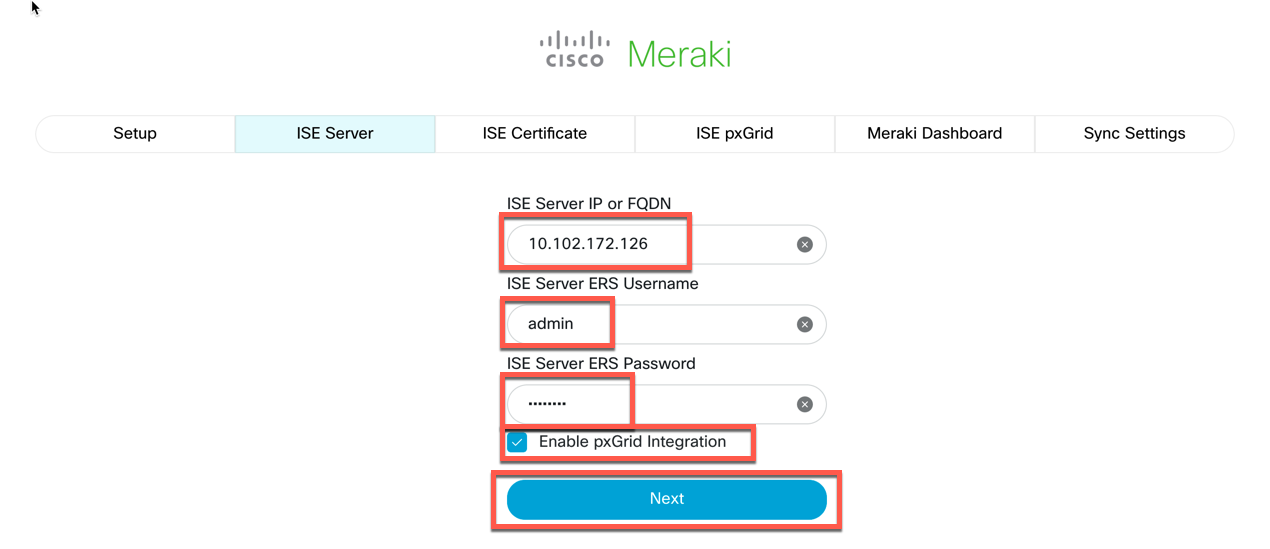 cisco Meraki
Setup ISE Server ISE Certificate ISE pxGrid Meraki Dashboard Sync Settings
ISE Server IP or FQDN
10.102.172.126
ISE Server ERS Username
admin
ISE Server ERS Password
••••••••
Enable pxGrid Integration
Next